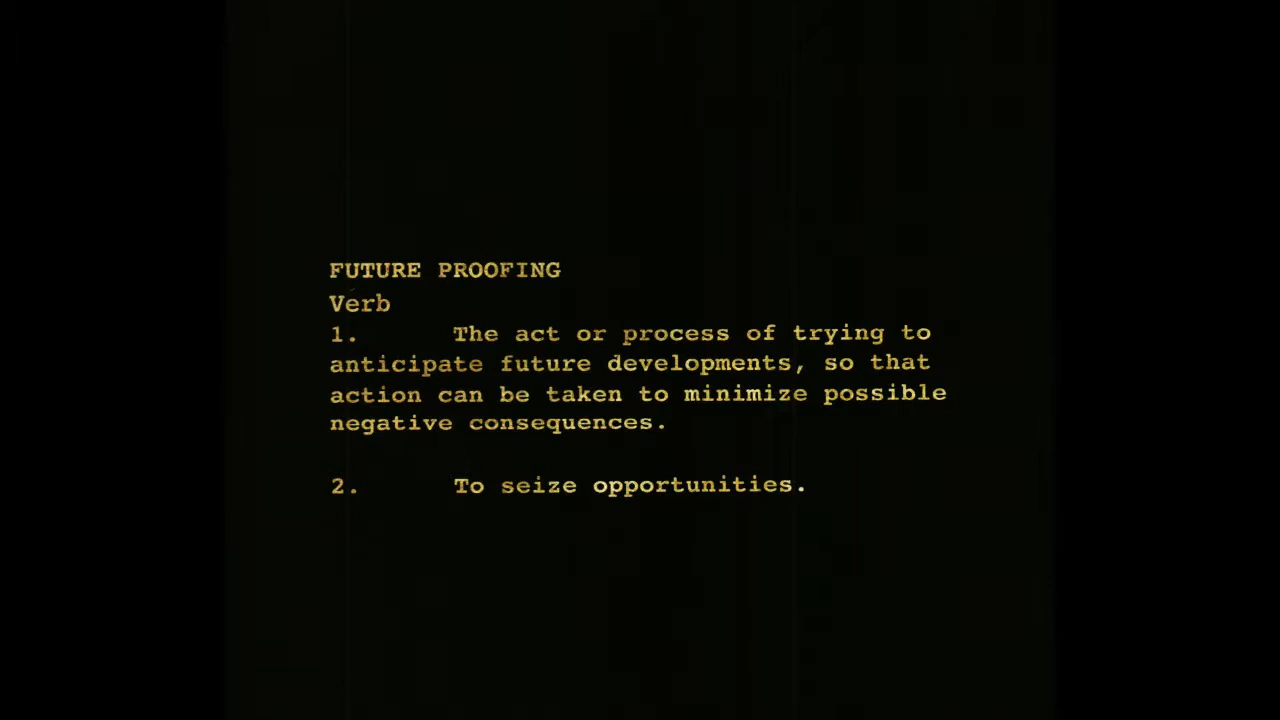 FUTURE PROOFING
Verb
1. The act or process of trying to
anticipate future developments, so that
action can be taken to minimize possible
negative consequences.
2. To seize opportunities.